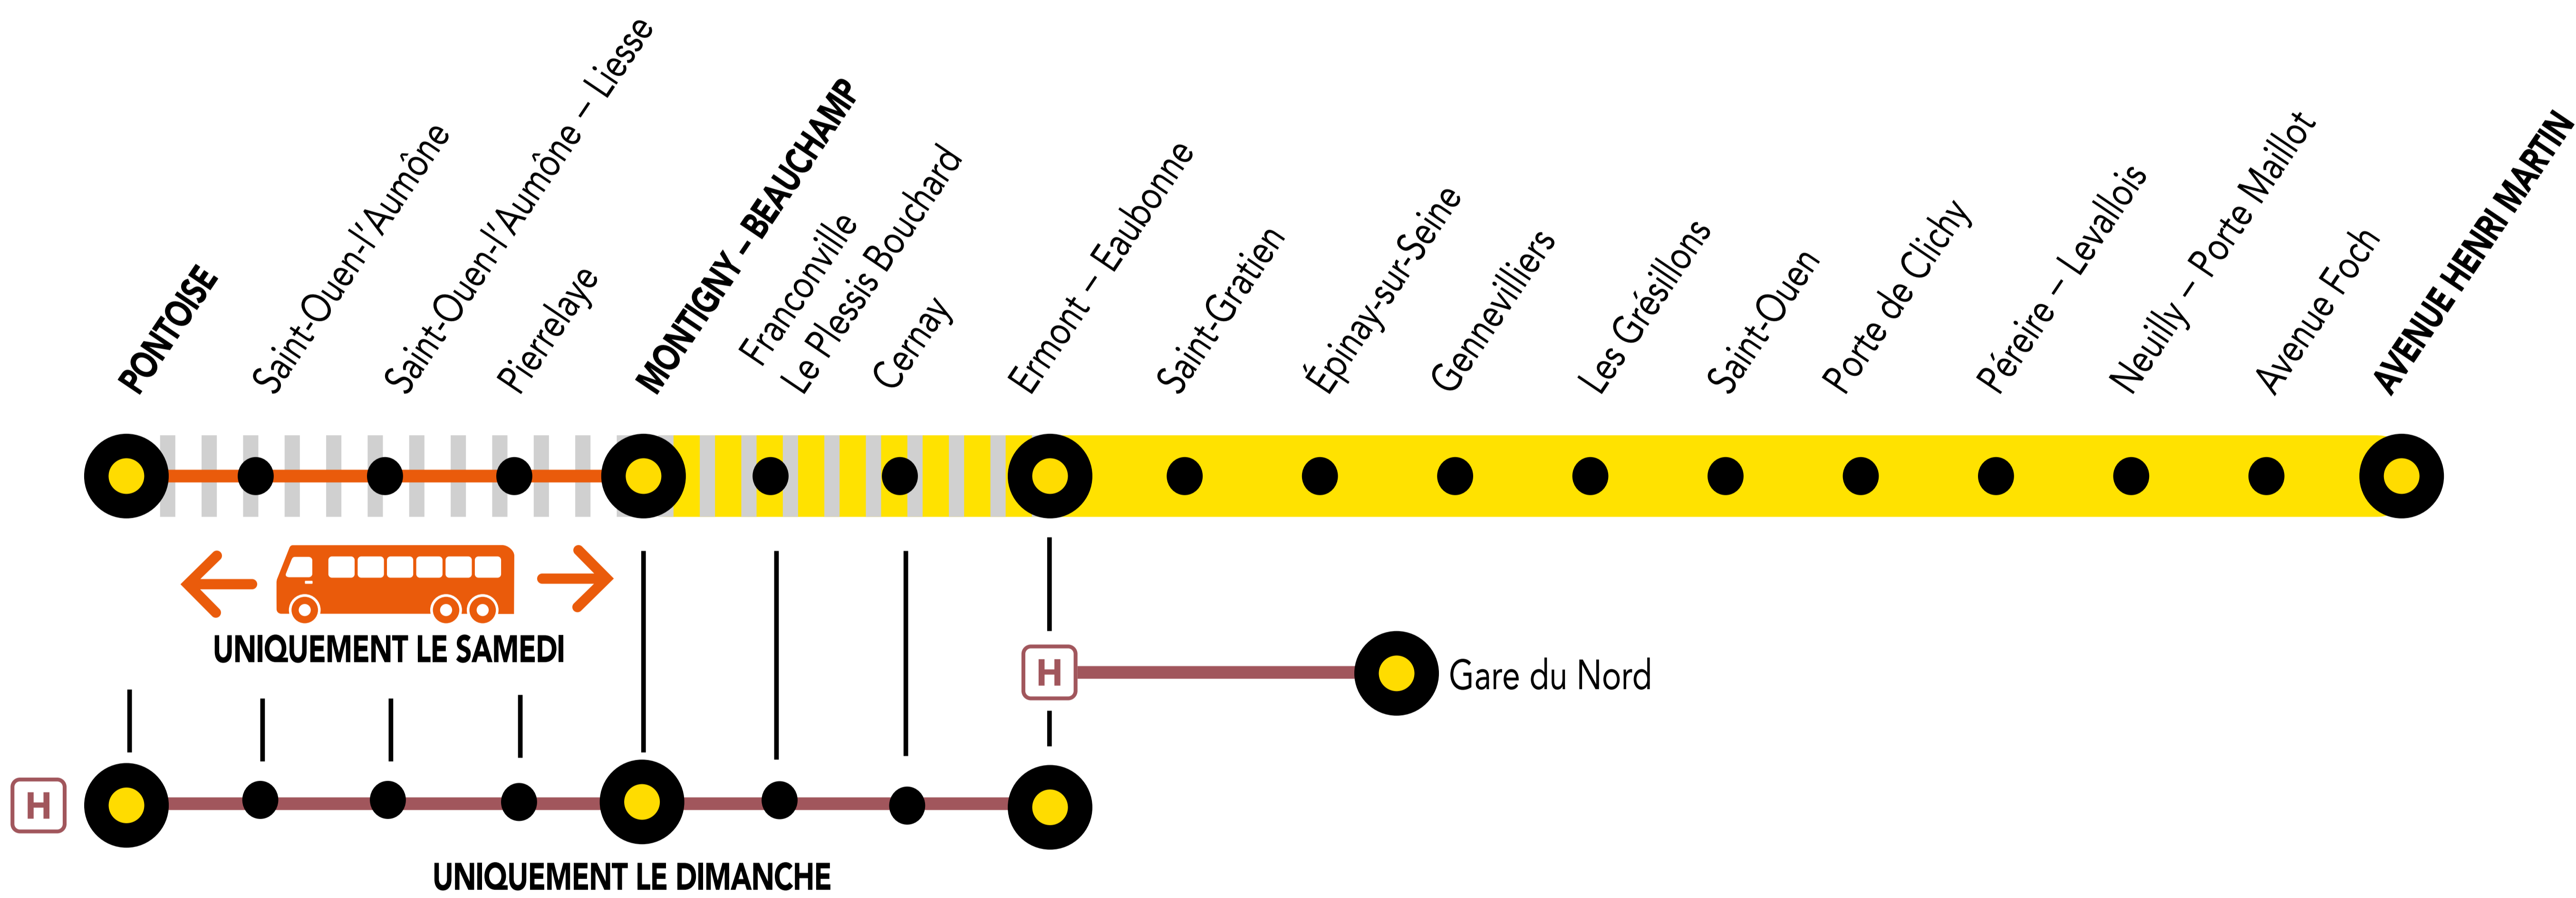 PONTOISE
Saint-Ouen-l'Aumône
Saint-Ouen-l'Aumône – Liesse
Pierrelaye
MONTIGNY – BEAUCHAMP
Franconville
Le Plessis Bouchard
Cernay
Ermont – Eaubonne
Saint-Gratien
Épinay-sur-Seine
Gennevilliers
Les Grésillons
Saint-Ouen
Porte de Clichy
Péreire – Levallois
Neuilly – Porte Maillot
Avenue Foch
AVENUE HENRI MARTIN
UNIQUEMENT LE SAMEDI
H
Gare du Nord
H
UNIQUEMENT LE DIMANCHE